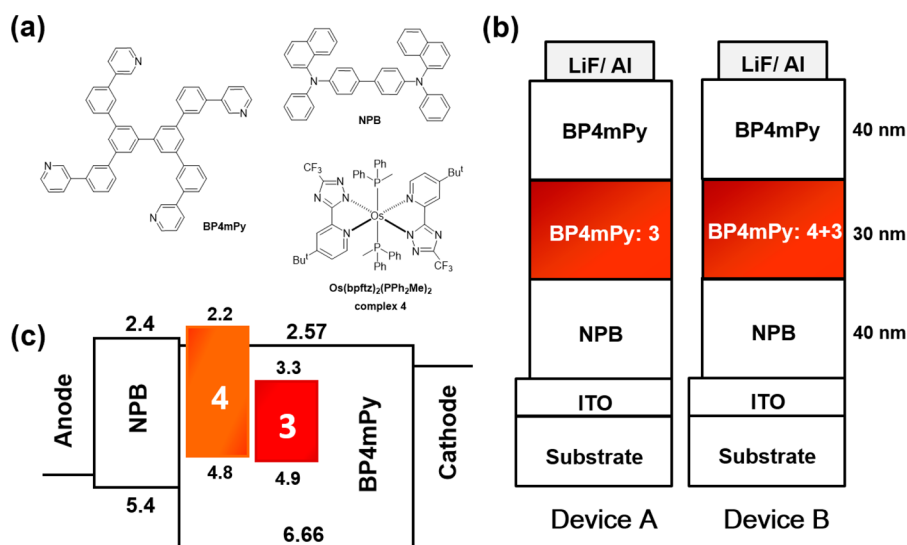 (a)
N
N
N
N
BP4mPy
N
N
NPB
CF3
Ph
Ph
P
But
N
N
N
N
Os
N
N
N
N
But
P
Ph
Ph
CF3
Os(bpftz)2(PPh2Me)2
complex 4
(b)
LiF/ Al
BP4mPy
BP4mPy: 3
NPB
ITO
Substrate
Device A
LiF/ Al
BP4mPy
BP4mPy: 4+3
NPB
ITO
Substrate
Device B
40 nm
30 nm
40 nm
(c)
Anode
2.4
NPB
5.4
2.2
4
4.8
3.3
3
4.9
2.57
BP4mPy
6.66
Cathode